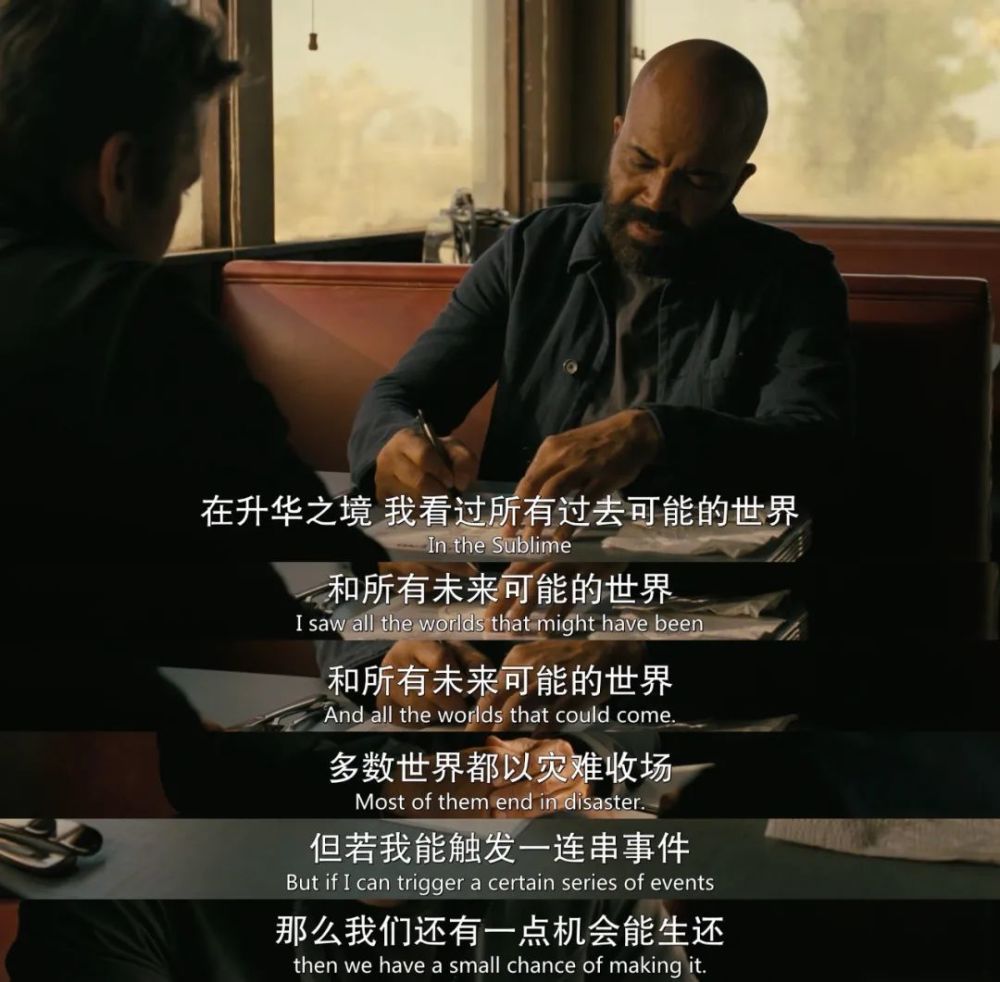 在升华之境 我看过所有过去可能的世界
In the Sublime
和所有未来可能的世界
I saw all the worlds that might have been
和所有未来可能的世界
And all the worlds that could come.
多数世界都以灾难收场
Most of them end in disaster.
但若我能触发一连串事件
But if I can trigger a certain series of events
那么我们还有一点机会能生还
then we have a small chance of making it.